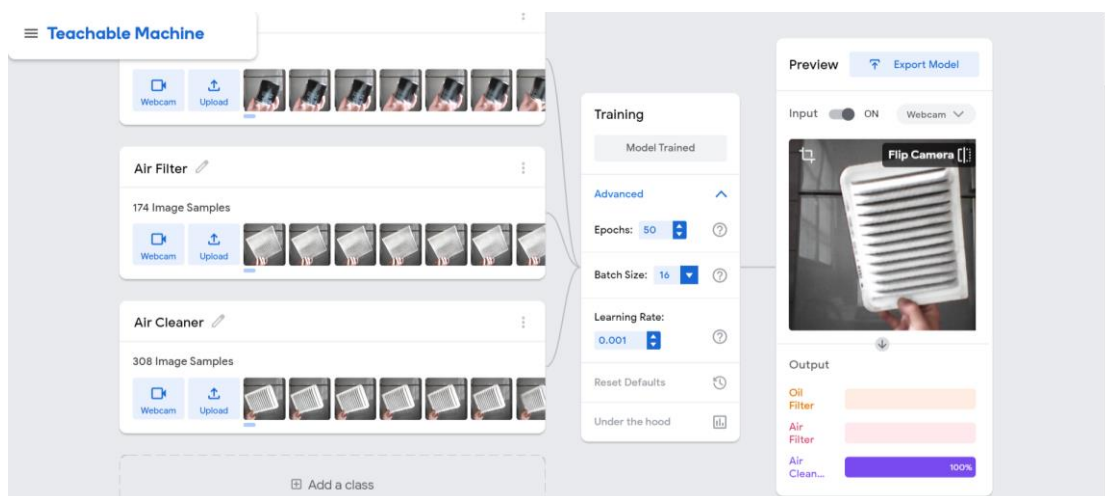 Teachable Machine
Webcam
Upload
Air Filter
174 Image Samples
Webcam
Upload
Air Cleaner
308 Image Samples
Webcam
Upload
Add a class
Training
Model Trained
Advanced
Epochs: 50
Batch Size: 16
Learning Rate:
0.001
Reset Defaults
Under the hood
Preview
Export Model
Input ON Webcam
Flip Camera
Output
Oil
Filter
Air
Filter
Air
Clean...
100%